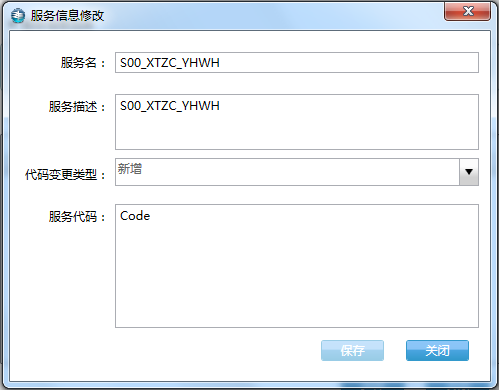 服务信息修改
服务名： S00_XTZC_YHWH
服务描述： S00_XTZC_YHWH
代码变更类型： 新增
服务代码： Code
保存 关闭